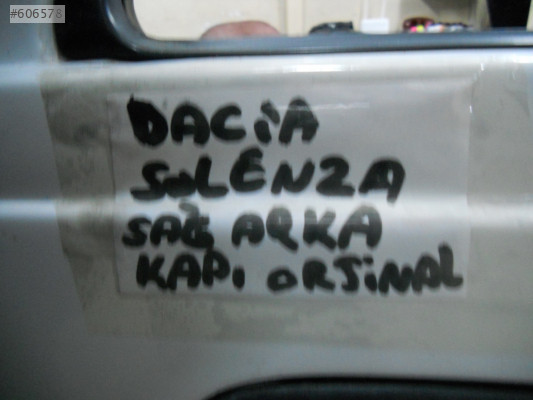 #606578
DACiA
SOLENZA
SAĞ ARKA
KAPI ORJiNAL